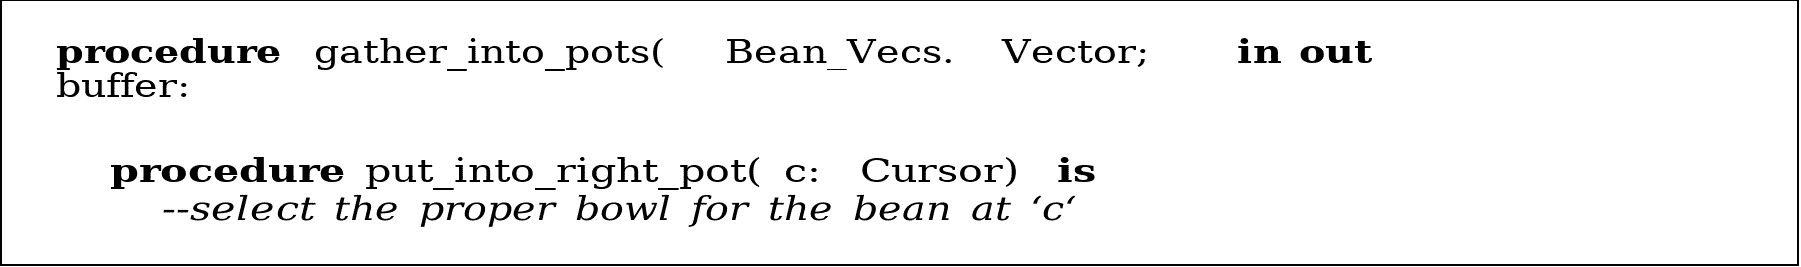 procedure gather_into_pots( Bean_Vecs. Vector; in out
buffer:
procedure put_into_right_pot( c: Cursor) is
--select the proper bowl for the bean at ‘c‘